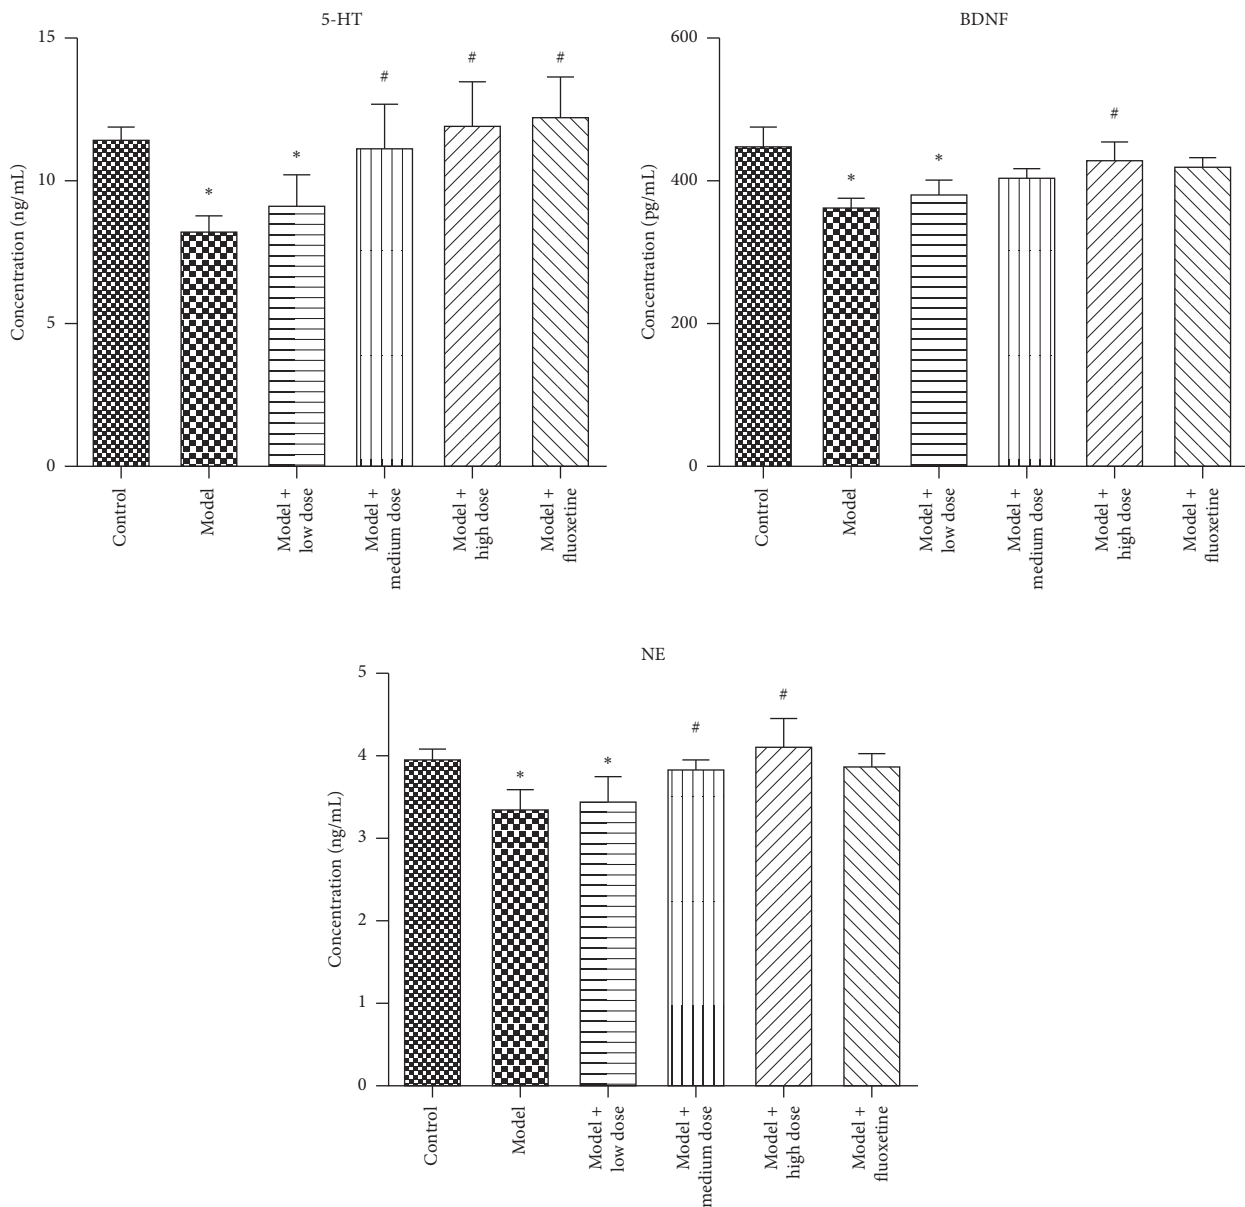 5-HT
15
10
5
0
Concentration (ng/mL)
*
*
#
#
#
Control
Model
Model +
low dose
Model +
medium dose
Model +
high dose
Model +
fluoxetine
BDNF
600
400
200
0
Concentration (pg/mL)
*
*
#
Control
Model
Model +
low dose
Model +
medium dose
Model +
high dose
Model +
fluoxetine
NE
5
4
3
2
1
0
Concentration (ng/mL)
*
*
#
#
Control
Model
Model +
low dose
Model +
medium dose
Model +
high dose
Model +
fluoxetine